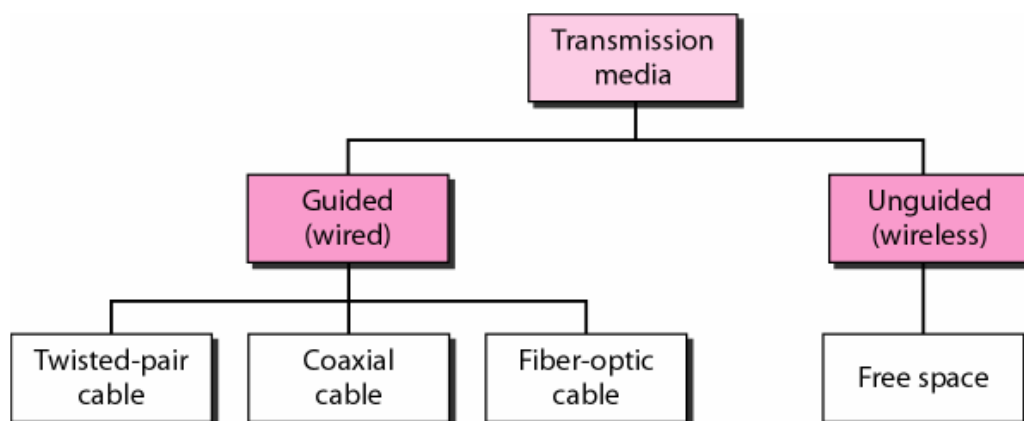 Transmission
media
Guided
(wired)
Unguided
(wireless)
Twisted-pair
cable
Coaxial
cable
Fiber-optic
cable
Free space